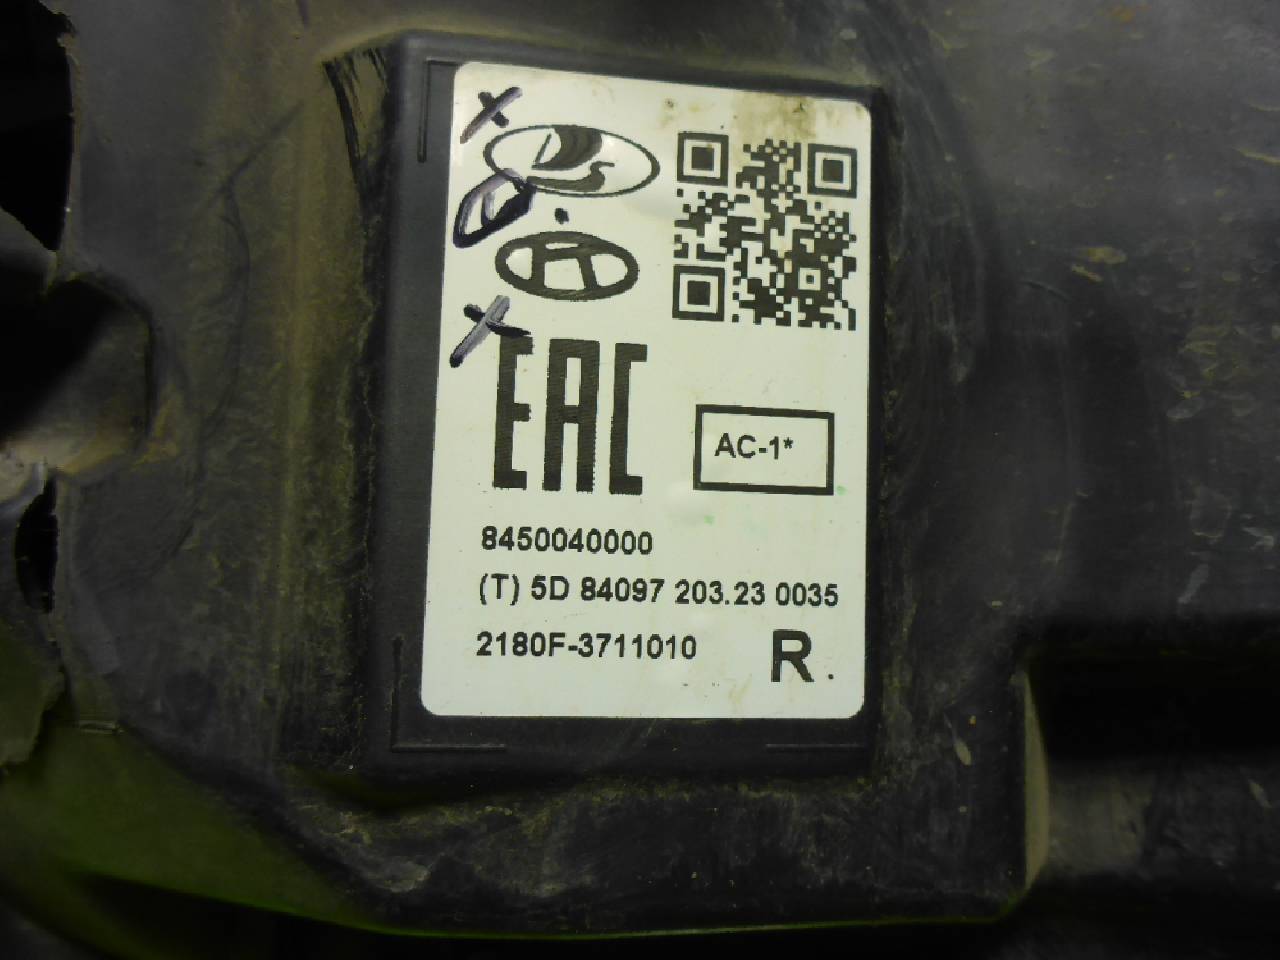 EAC
AC-1*
8450040000
(T) 5D 84097 203.23 0035
2180F-3711010 R